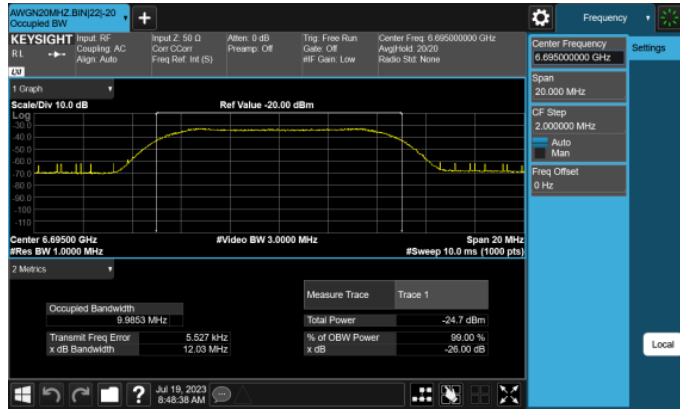 AWGN20MHZ.BIN|22|-20
Occupied BW
Frequency
KEYSIGHT
R L
LXI
Input: RF
Coupling: AC
Align: Auto
Input Z: 50 Ω
Corr CCorr
Freq Ref: Int (S)
Atten: 0 dB
Preamp: Off
Trig: Free Run
Gate: Off
#IF Gain: Low
Center Freq: 6.695000000 GHz
Avg|Hold: 20/20
Radio Std: None
Center Frequency
6.695000000 GHz
Settings
Span
20.000 MHz
CF Step
2.000000 MHz
Auto
Man
Freq Offset
0 Hz
1 Graph
Scale/Div 10.0 dB
Ref Value -20.00 dBm
Log
-30.0
-40.0
-50.0
-60.0
-70.0
-80.0
-90.0
-100
-110
Center 6.69500 GHz
#Video BW 3.0000 MHz
Span 20 MHz
#Res BW 1.0000 MHz
#Sweep 10.0 ms (1000 pts)
2 Metrics
Measure Trace
Trace 1
Occupied Bandwidth
9.9853 MHz
Total Power
-24.7 dBm
Transmit Freq Error
5.527 kHz
% of OBW Power
99.00 %
x dB Bandwidth
12.03 MHz
x dB
-26.00 dB
Local
?
Jul 19, 2023
8:48:38 AM